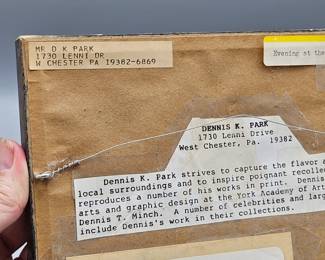 MR D K PARK
1730 LENNI DR
W CHESTER PA 19382-6869
Evening at the
DENNIS K. PARK
1730 Lenni Drive
West Chester, Pa. 19382
Dennis K. Park strives to capture the flavor
local surroundings and to inspire poignant
reproduces a number of his works in print. Dennis
arts and graphic design at the York Academy of
Dennis T. Minch. A number of celebrities and
include Dennis's work in their collections.